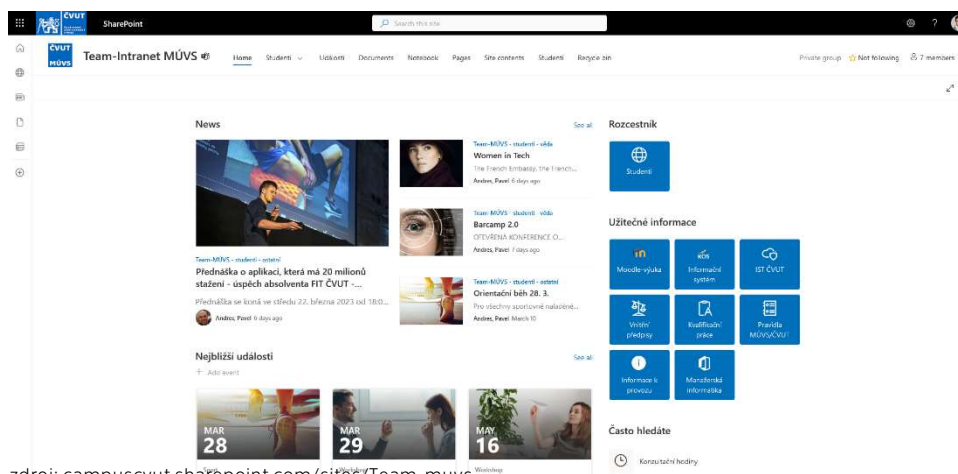 ČVUT
SharePoint
Search this site
?
ČVUT
MÚVS
Team-Intranet MÚVS
Home Studenti Události Documents Notebook Pages Site contents Studenti Recycle bin
Private group Not following 7 members
News
See all
Team-MÚVS - studenti - ostatní
Přednáška o aplikaci, která má 20 milionů
stažení - úspěch absolventa FIT ČVUT -...
Přednáška se koná ve středu 22. března 2023 od 18:0...
Andres, Pavel 6 days ago
Team-MÚVS - studenti - věda
Women in Tech
The French Embassy, the French...
Andres, Pavel 6 days ago
Team-MÚVS - studenti - věda
Barcamp 2.0
OTEVŘENÁ KONFERENCE O...
Andres, Pavel 7 days ago
Team-MÚVS - studenti - ostatní
Orientační běh 28. 3.
Pro všechny sportovně naladěné...
Andres, Pavel March 10
Nejbližší události
See all
+ Add event
MAR
28
MAR
29
MAY
16
Workshop
Rozcestník
Studenti
Užitečné informace
Moodle-výuka
KOS
Informační
systém
IST ČVUT
Vnitřní
předpisy
Kvalifikační
práce
Pravidla
MÚVS/ČVUT
Informace k
provozu
Manažerská
informatika
Často hledáte
Konzultační hodiny
zdroj: campuscvut.sharepoint.com/sites/Team-muvs